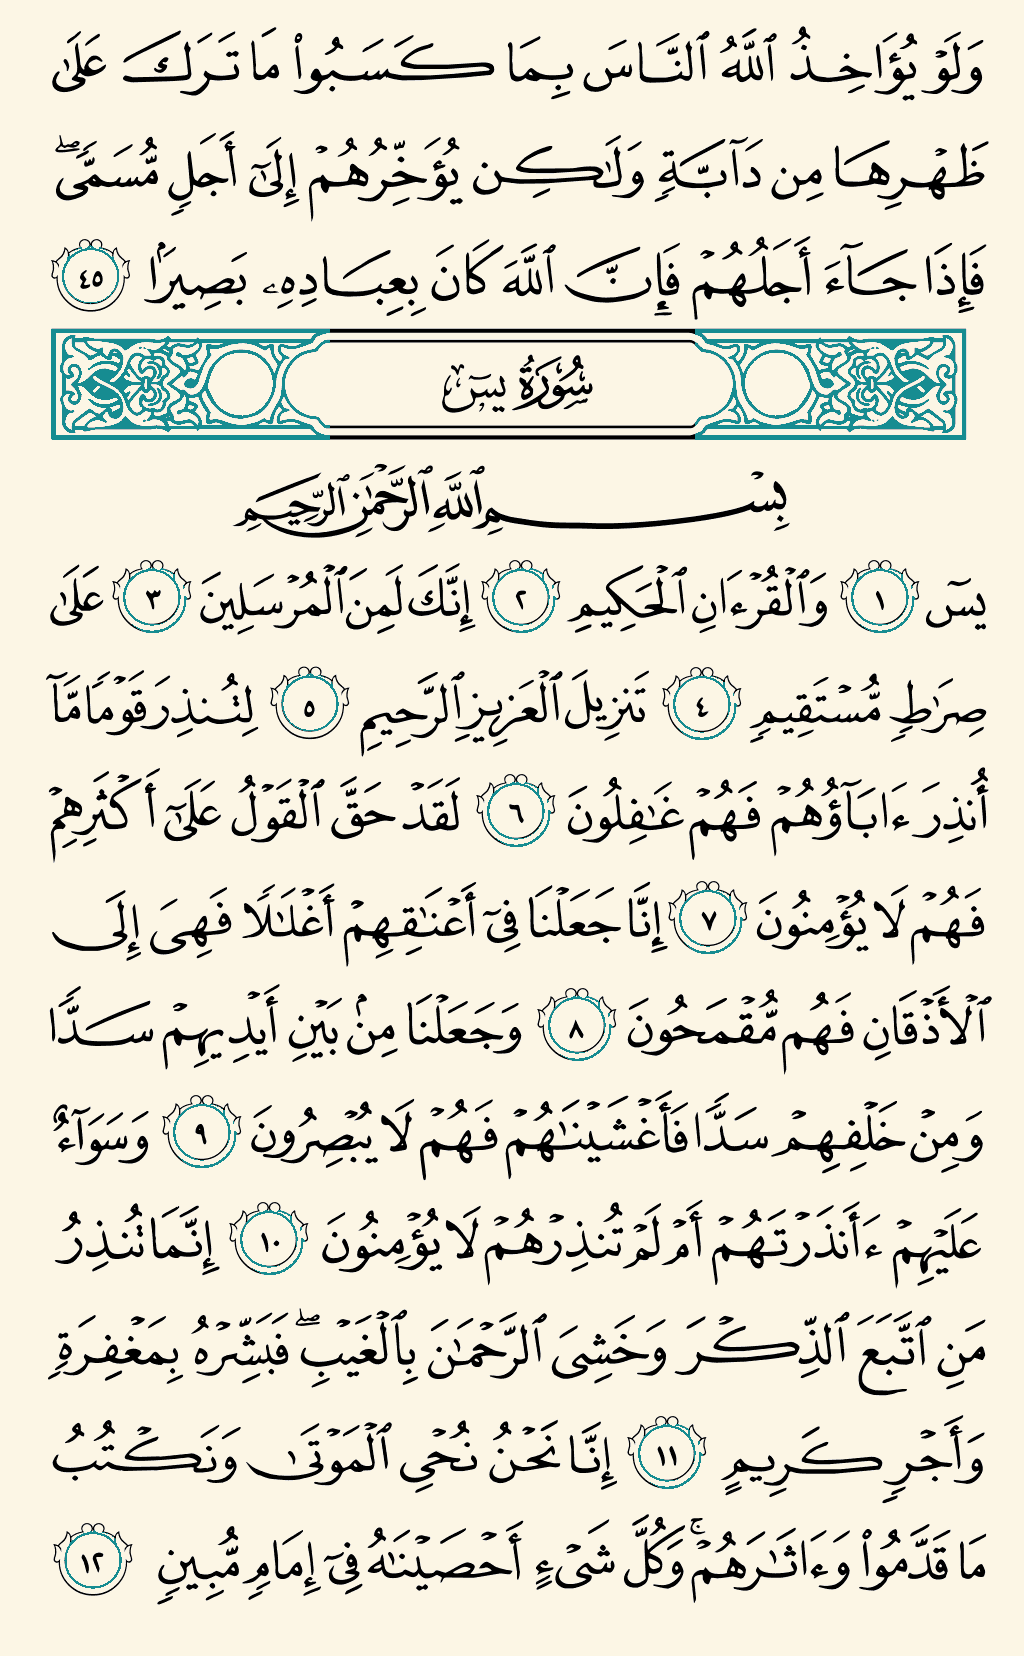 وَلَوۡ يُؤَاخِذُ ٱللَّهُ ٱلنَّاسَ بِمَا كَسَبُواْ مَا تَرَكَ عَلَىٰ
ظَهۡرِهَا مِن دَآبَّةٖ وَلَٰكِن يُؤَخِّرُهُمۡ إِلَىٰٓ أَجَلٖ مُّسَمّٗىۖ
فَإِذَا جَآءَ أَجَلُهُمۡ فَإِنَّ ٱللَّهَ كَانَ بِعِبَادِهِۦ بَصِيرَۢا ٤٥
سُورَةُ يسٓ
بِسۡمِ ٱللَّهِ ٱلرَّحۡمَٰنِ ٱلرَّحِيمِ
يسٓ ١ وَٱلۡقُرۡءَانِ ٱلۡحَكِيمِ ٢ إِنَّكَ لَمِنَ ٱلۡمُرۡسَلِينَ ٣ عَلَىٰ
صِرَٰطٖ مُّسۡتَقِيمٖ ٤ تَنزِيلَ ٱلۡعَزِيزِ ٱلرَّحِيمِ ٥ لِتُنذِرَ قَوۡمٗا مَّآ
أُنذِرَ ءَابَآؤُهُمۡ فَهُمۡ غَٰفِلُونَ ٦ لَقَدۡ حَقَّ ٱلۡقَوۡلُ عَلَىٰٓ أَكۡثَرِهِمۡ
فَهُمۡ لَا يُؤۡمِنُونَ ٧ إِنَّا جَعَلۡنَا فِيٓ أَعۡنَٰقِهِمۡ أَغۡلَٰلٗا فَهِيَ إِلَى
ٱلۡأَذۡقَانِ فَهُم مُّقۡمَحُونَ ٨ وَجَعَلۡنَا مِنۢ بَيۡنِ أَيۡدِيهِمۡ سَدّٗا
وَمِنۡ خَلۡفِهِمۡ سَدّٗا فَأَغۡشَيۡنَٰهُمۡ فَهُمۡ لَا يُبۡصِرُونَ ٩ وَسَوَآءٌ
عَلَيۡهِمۡ ءَأَنذَرۡتَهُمۡ أَمۡ لَمۡ تُنذِرۡهُمۡ لَا يُؤۡمِنُونَ ١٠ إِنَّمَا تُنذِرُ
مَنِ ٱتَّبَعَ ٱلذِّكۡرَ وَخَشِيَ ٱلرَّحۡمَٰنَ بِٱلۡغَيۡبِۖ فَبَشِّرۡهُ بِمَغۡفِرَةٖ
وَأَجۡرٖ كَرِيمٍ ١١ إِنَّا نَحۡنُ نُحۡيِ ٱلۡمَوۡتَىٰ وَنَكۡتُبُ
مَا قَدَّمُواْ وَءَاثَٰرَهُمۡۚ وَكُلَّ شَيۡءٍ أَحۡصَيۡنَٰهُ فِيٓ إِمَامٖ مُّبِينٖ ١٢